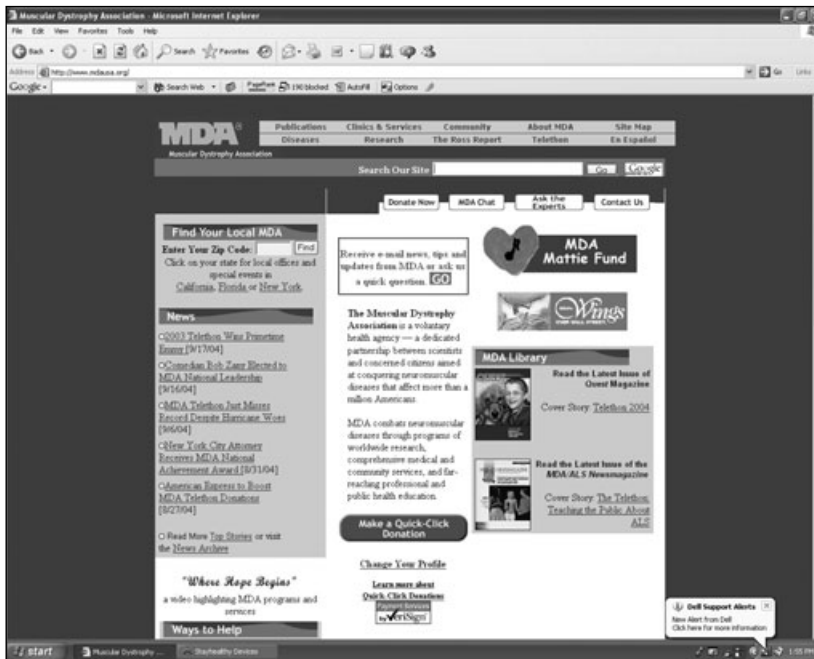 Muscular Dystrophy Association - Microsoft Internet Explorer
File Edit View Favorites Tools Help
Back Search Favorites
Address http://www.mdausa.org/ Go Links
Google Search Web PageRank 190 blocked AutoFill Options
MDA®
Muscular Dystrophy Association
Publications Clinics & Services Community About MDA Site Map
Diseases Research The Ross Report Telethon En Español
Search Our Site Go Google
Donate Now MDA Chat Ask the Experts Contact Us
Find Your Local MDA
Enter Your Zip Code: Find
Click on your state for local offices and
special events in
California, Florida or New York.
News
2003 Telethon Wins Primetime
Emmy [9/17/04]
Comedian Bob Zany Elected to
MDA National Leadership
[9/16/04]
MDA Telethon Just Misses
Record Despite Hurricane Woes
[9/6/04]
New York City Attorney
Receives MDA National
Achievement Award [8/31/04]
American Express to Boost
MDA Telethon Donations
[8/27/04]
Read More Top Stories or visit
the News Archive
"Where Hope Begins"
a video highlighting MDA programs and
services
Ways to Help
Receive e-mail news, tips and
updates from MDA or ask us
a quick question. GO
The Muscular Dystrophy
Association is a voluntary
health agency — a dedicated
partnership between scientists
and concerned citizens aimed
at conquering neuromuscular
diseases that affect more than a
million Americans.
MDA combats neuromuscular
diseases through programs of
worldwide research,
comprehensive medical and
community services, and far-
reaching professional and
public health education.
Make a Quick-Click
Donation
Change Your Profile
Learn more about
Quick Click Donations
Payment Services
by VeriSign
MDA
Mattie Fund
Wings
MDA Library
Read the Latest Issue of
Quest Magazine
Cover Story: Telethon 2004
Read the Latest Issue of the
MDA/ALS Newsmagazine
Cover Story: The Telethon:
Teaching the Public About
ALS
Dell Support Alerts
New Alert from Dell
Click here for more information
start Muscular Dystrophy ... Stayhealthy Devices 1:55 PM